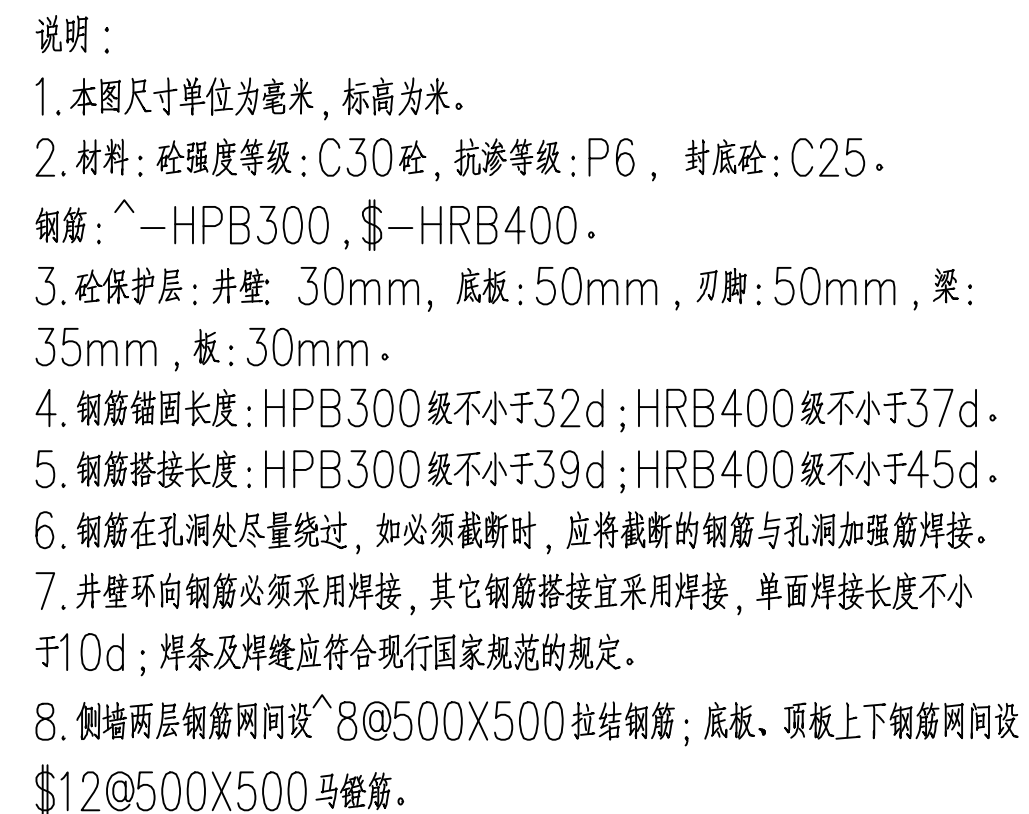 说明：
1.本图尺寸单位为毫米,标高为米。
2.材料:砼强度等级:C30砼,抗渗等级:P6, 封底砼:C25。
钢筋:^-HPB300,$-HRB400。
3.砼保护层:井壁: 30mm, 底板:50mm,刃脚:50mm,梁:
35mm,板:30mm。
4.钢筋锚固长度:HPB300级不小于32d;HRB400级不小于37d。
5.钢筋搭接长度:HPB300级不小于39d;HRB400级不小于45d。
6.钢筋在孔洞处尽量绕过,如必须截断时,应将截断的钢筋与孔洞加强筋焊接。
7.井壁环向钢筋必须采用焊接,其它钢筋搭接宜采用焊接,单面焊接长度不小
于10d;焊条及焊缝应符合现行国家规范的规定。
8.侧墙两层钢筋网间设^8@500X500拉结钢筋;底板、顶板上下钢筋网间设
$12@500X500马镫筋。